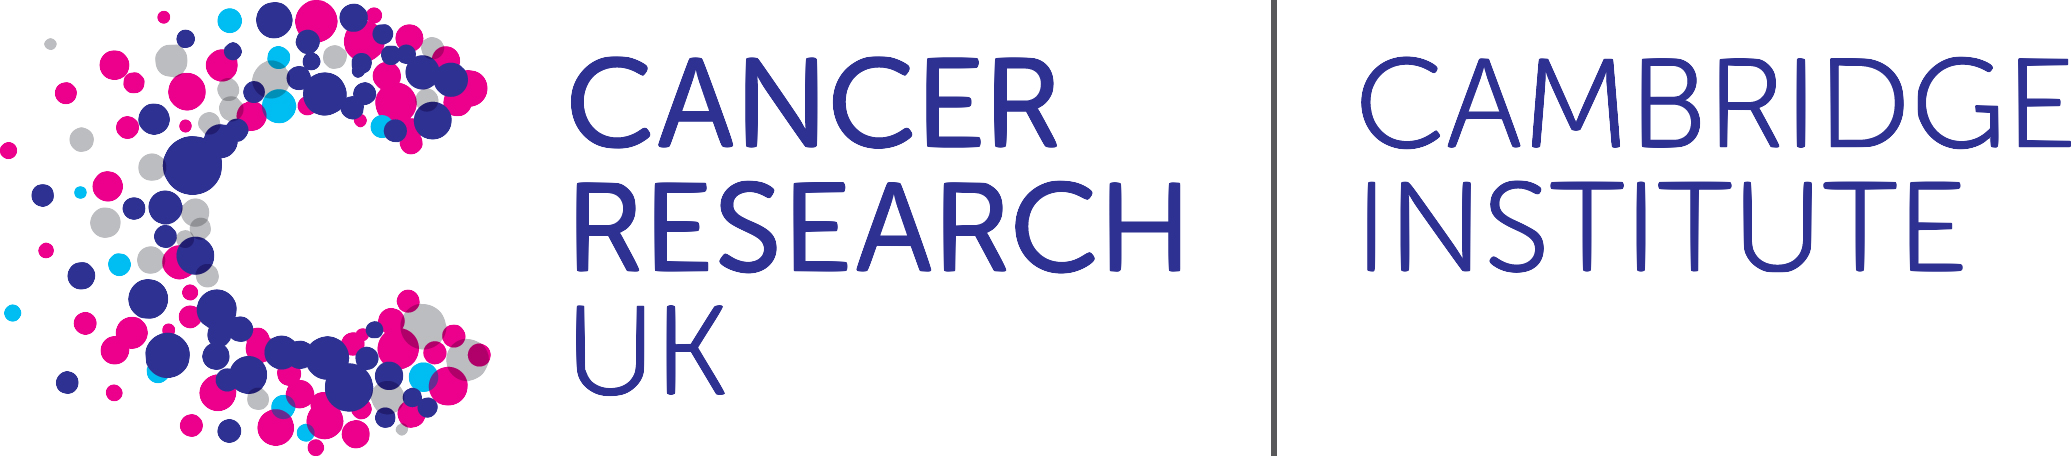 CANCER
RESEARCH
UK
CAMBRIDGE
INSTITUTE